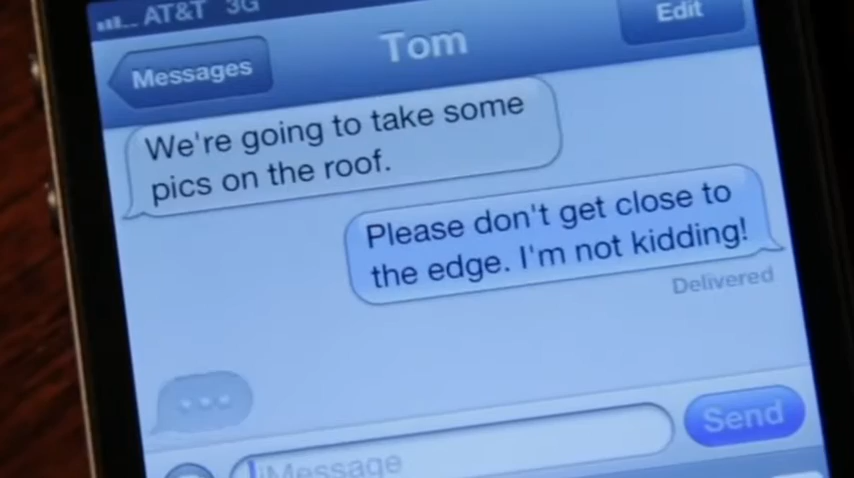 AT&T 3G
Messages
Tom
Edit
We're going to take some
pics on the roof.
Please don't get close to
the edge. I'm not kidding!
Delivered
iMessage
Send